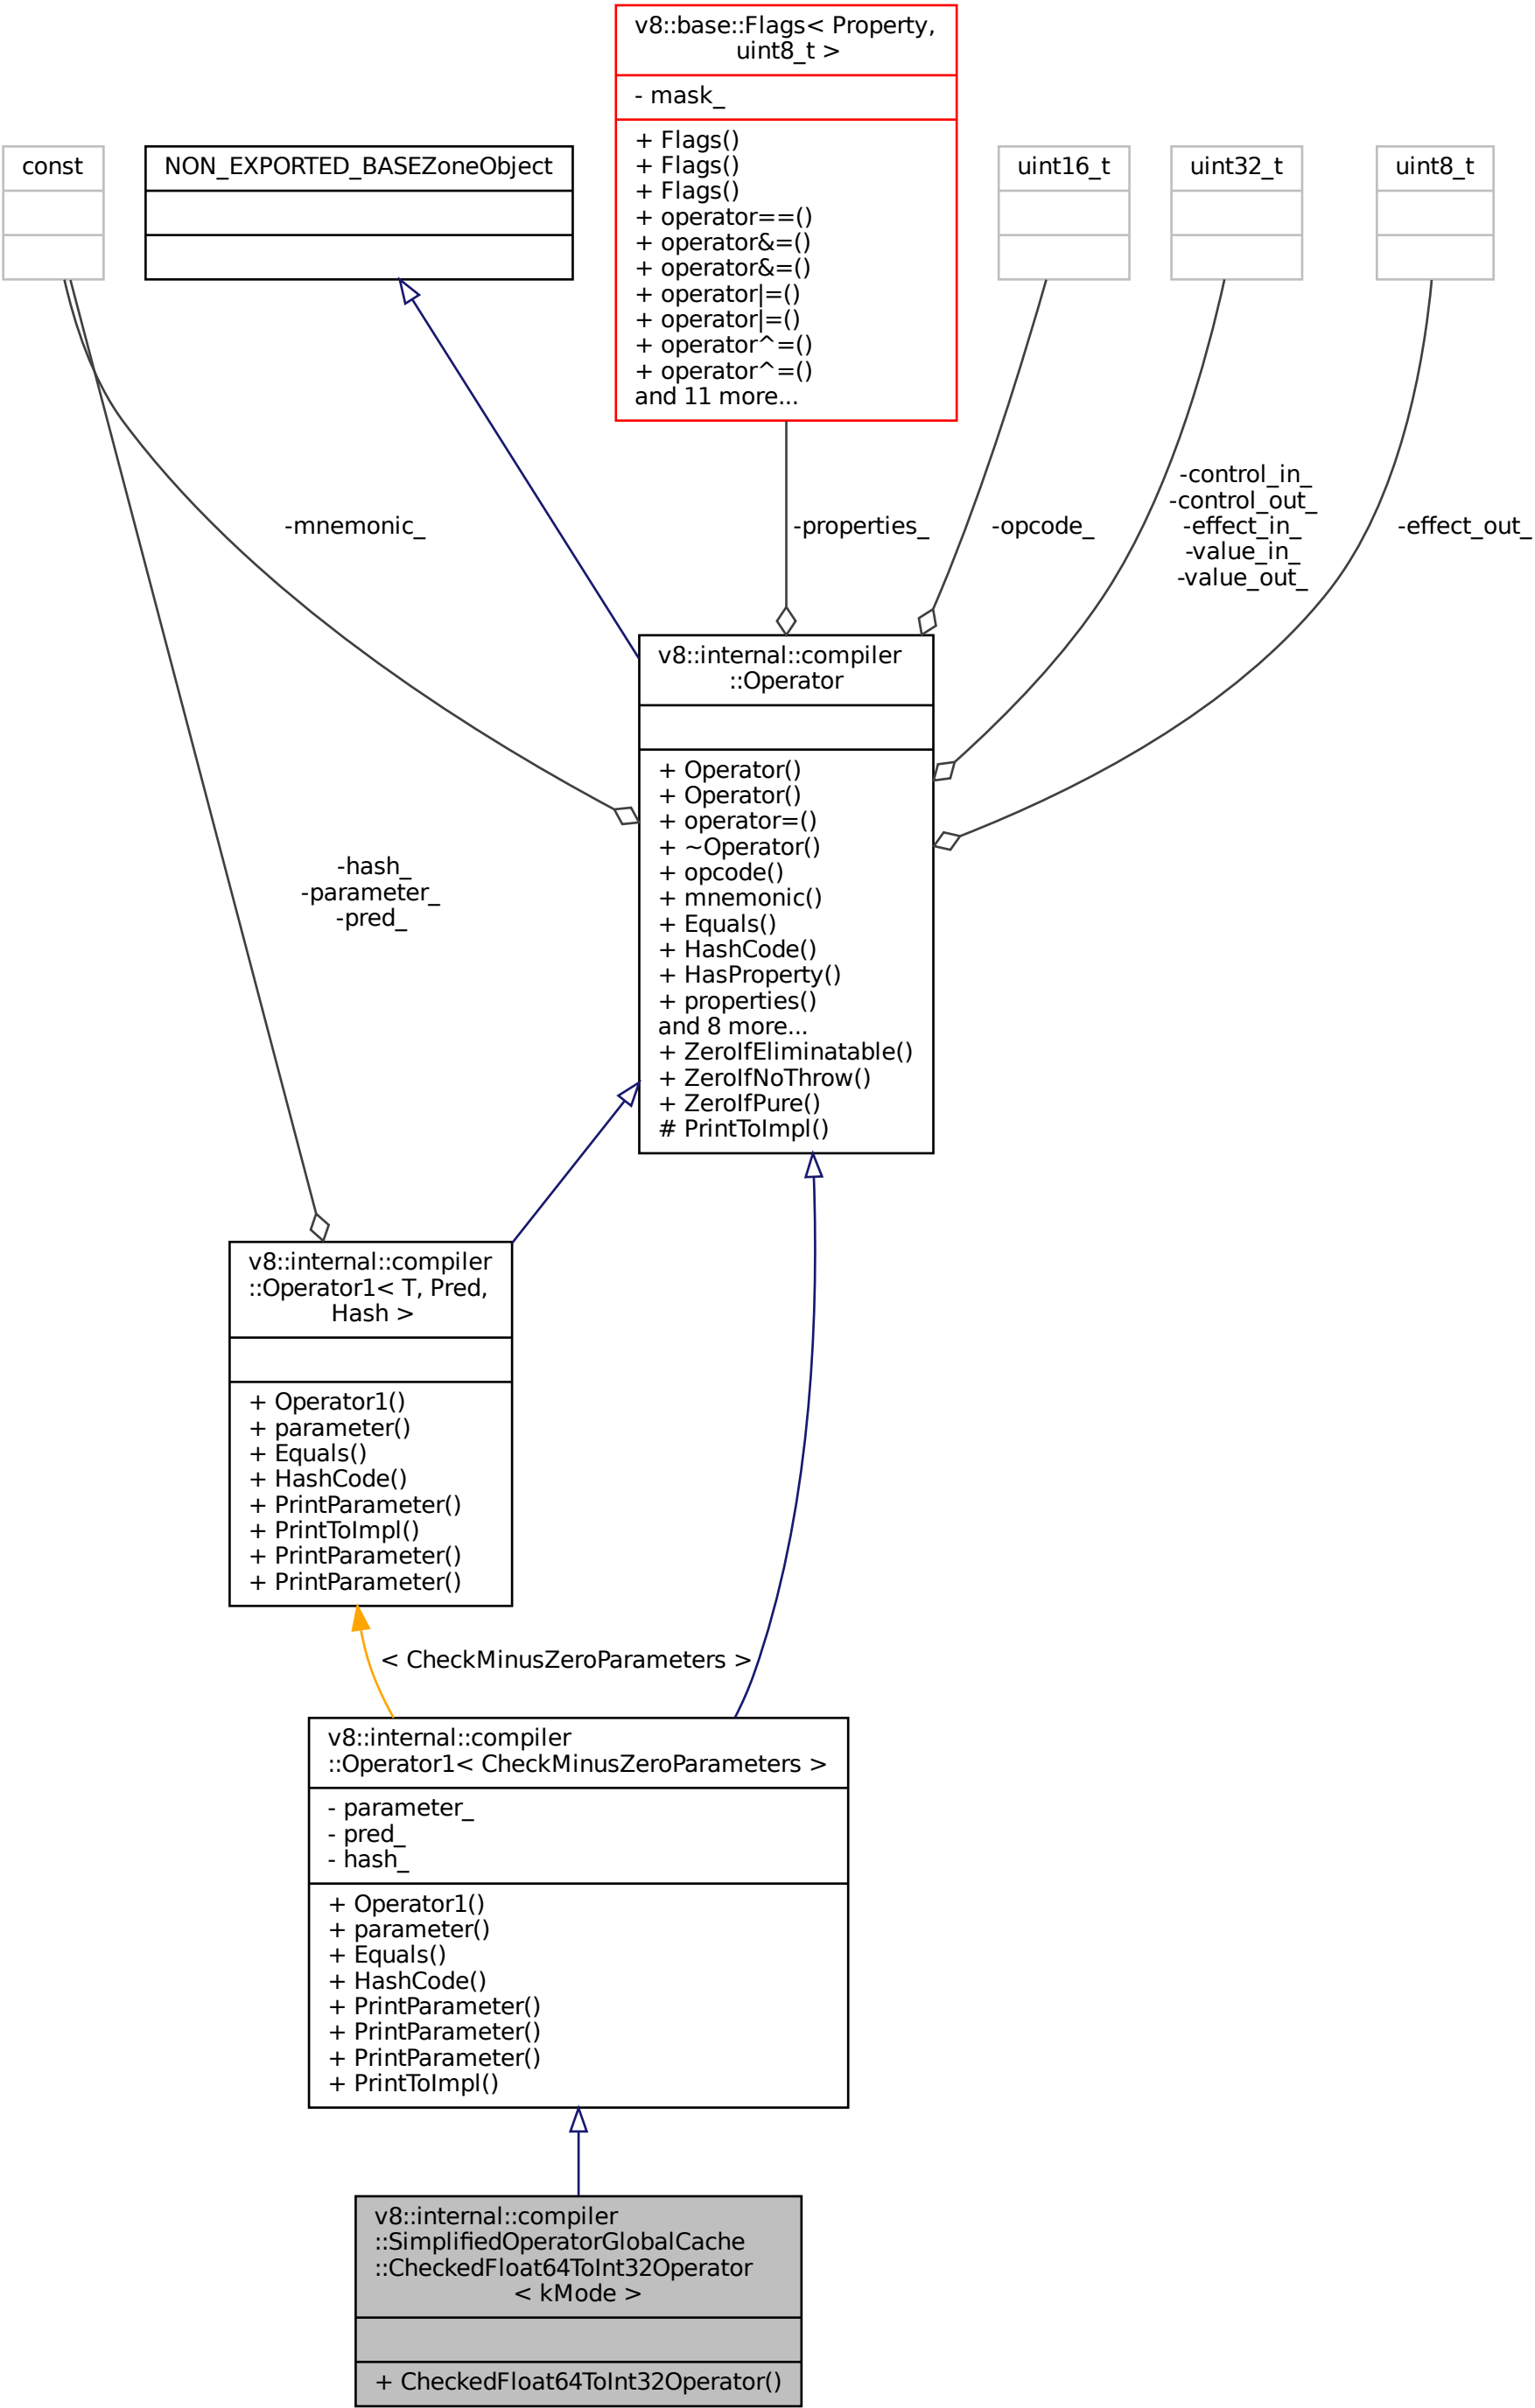 v8::base::Flags< Property,
uint8_t >
- mask_
+ Flags()
+ Flags()
+ Flags()
+ operator==()
+ operator&=()
+ operator&=()
+ operator|=()
+ operator|=()
+ operator^=()
+ operator^=()
and 11 more...
const
NON_EXPORTED_BASEZoneObject
uint16_t
uint32_t
uint8_t
-mnemonic_
-properties_
-opcode_
-control_in_
-control_out_
-effect_in_
-value_in_
-value_out_
-effect_out_
v8::internal::compiler
::Operator
+ Operator()
+ Operator()
+ operator=()
+ ~Operator()
+ opcode()
+ mnemonic()
+ Equals()
+ HashCode()
+ HasProperty()
+ properties()
and 8 more...
+ ZeroIfEliminatable()
+ ZeroIfNoThrow()
+ ZeroIfPure()
# PrintToImpl()
-hash_
-parameter_
-pred_
v8::internal::compiler
::Operator1< T, Pred,
Hash >
+ Operator1()
+ parameter()
+ Equals()
+ HashCode()
+ PrintParameter()
+ PrintToImpl()
+ PrintParameter()
+ PrintParameter()
< CheckMinusZeroParameters >
v8::internal::compiler
::Operator1< CheckMinusZeroParameters >
- parameter_
- pred_
- hash_
+ Operator1()
+ parameter()
+ Equals()
+ HashCode()
+ PrintParameter()
+ PrintParameter()
+ PrintParameter()
+ PrintToImpl()
v8::internal::compiler
::SimplifiedOperatorGlobalCache
::CheckedFloat64ToInt32Operator
< kMode >
+ CheckedFloat64ToInt32Operator()